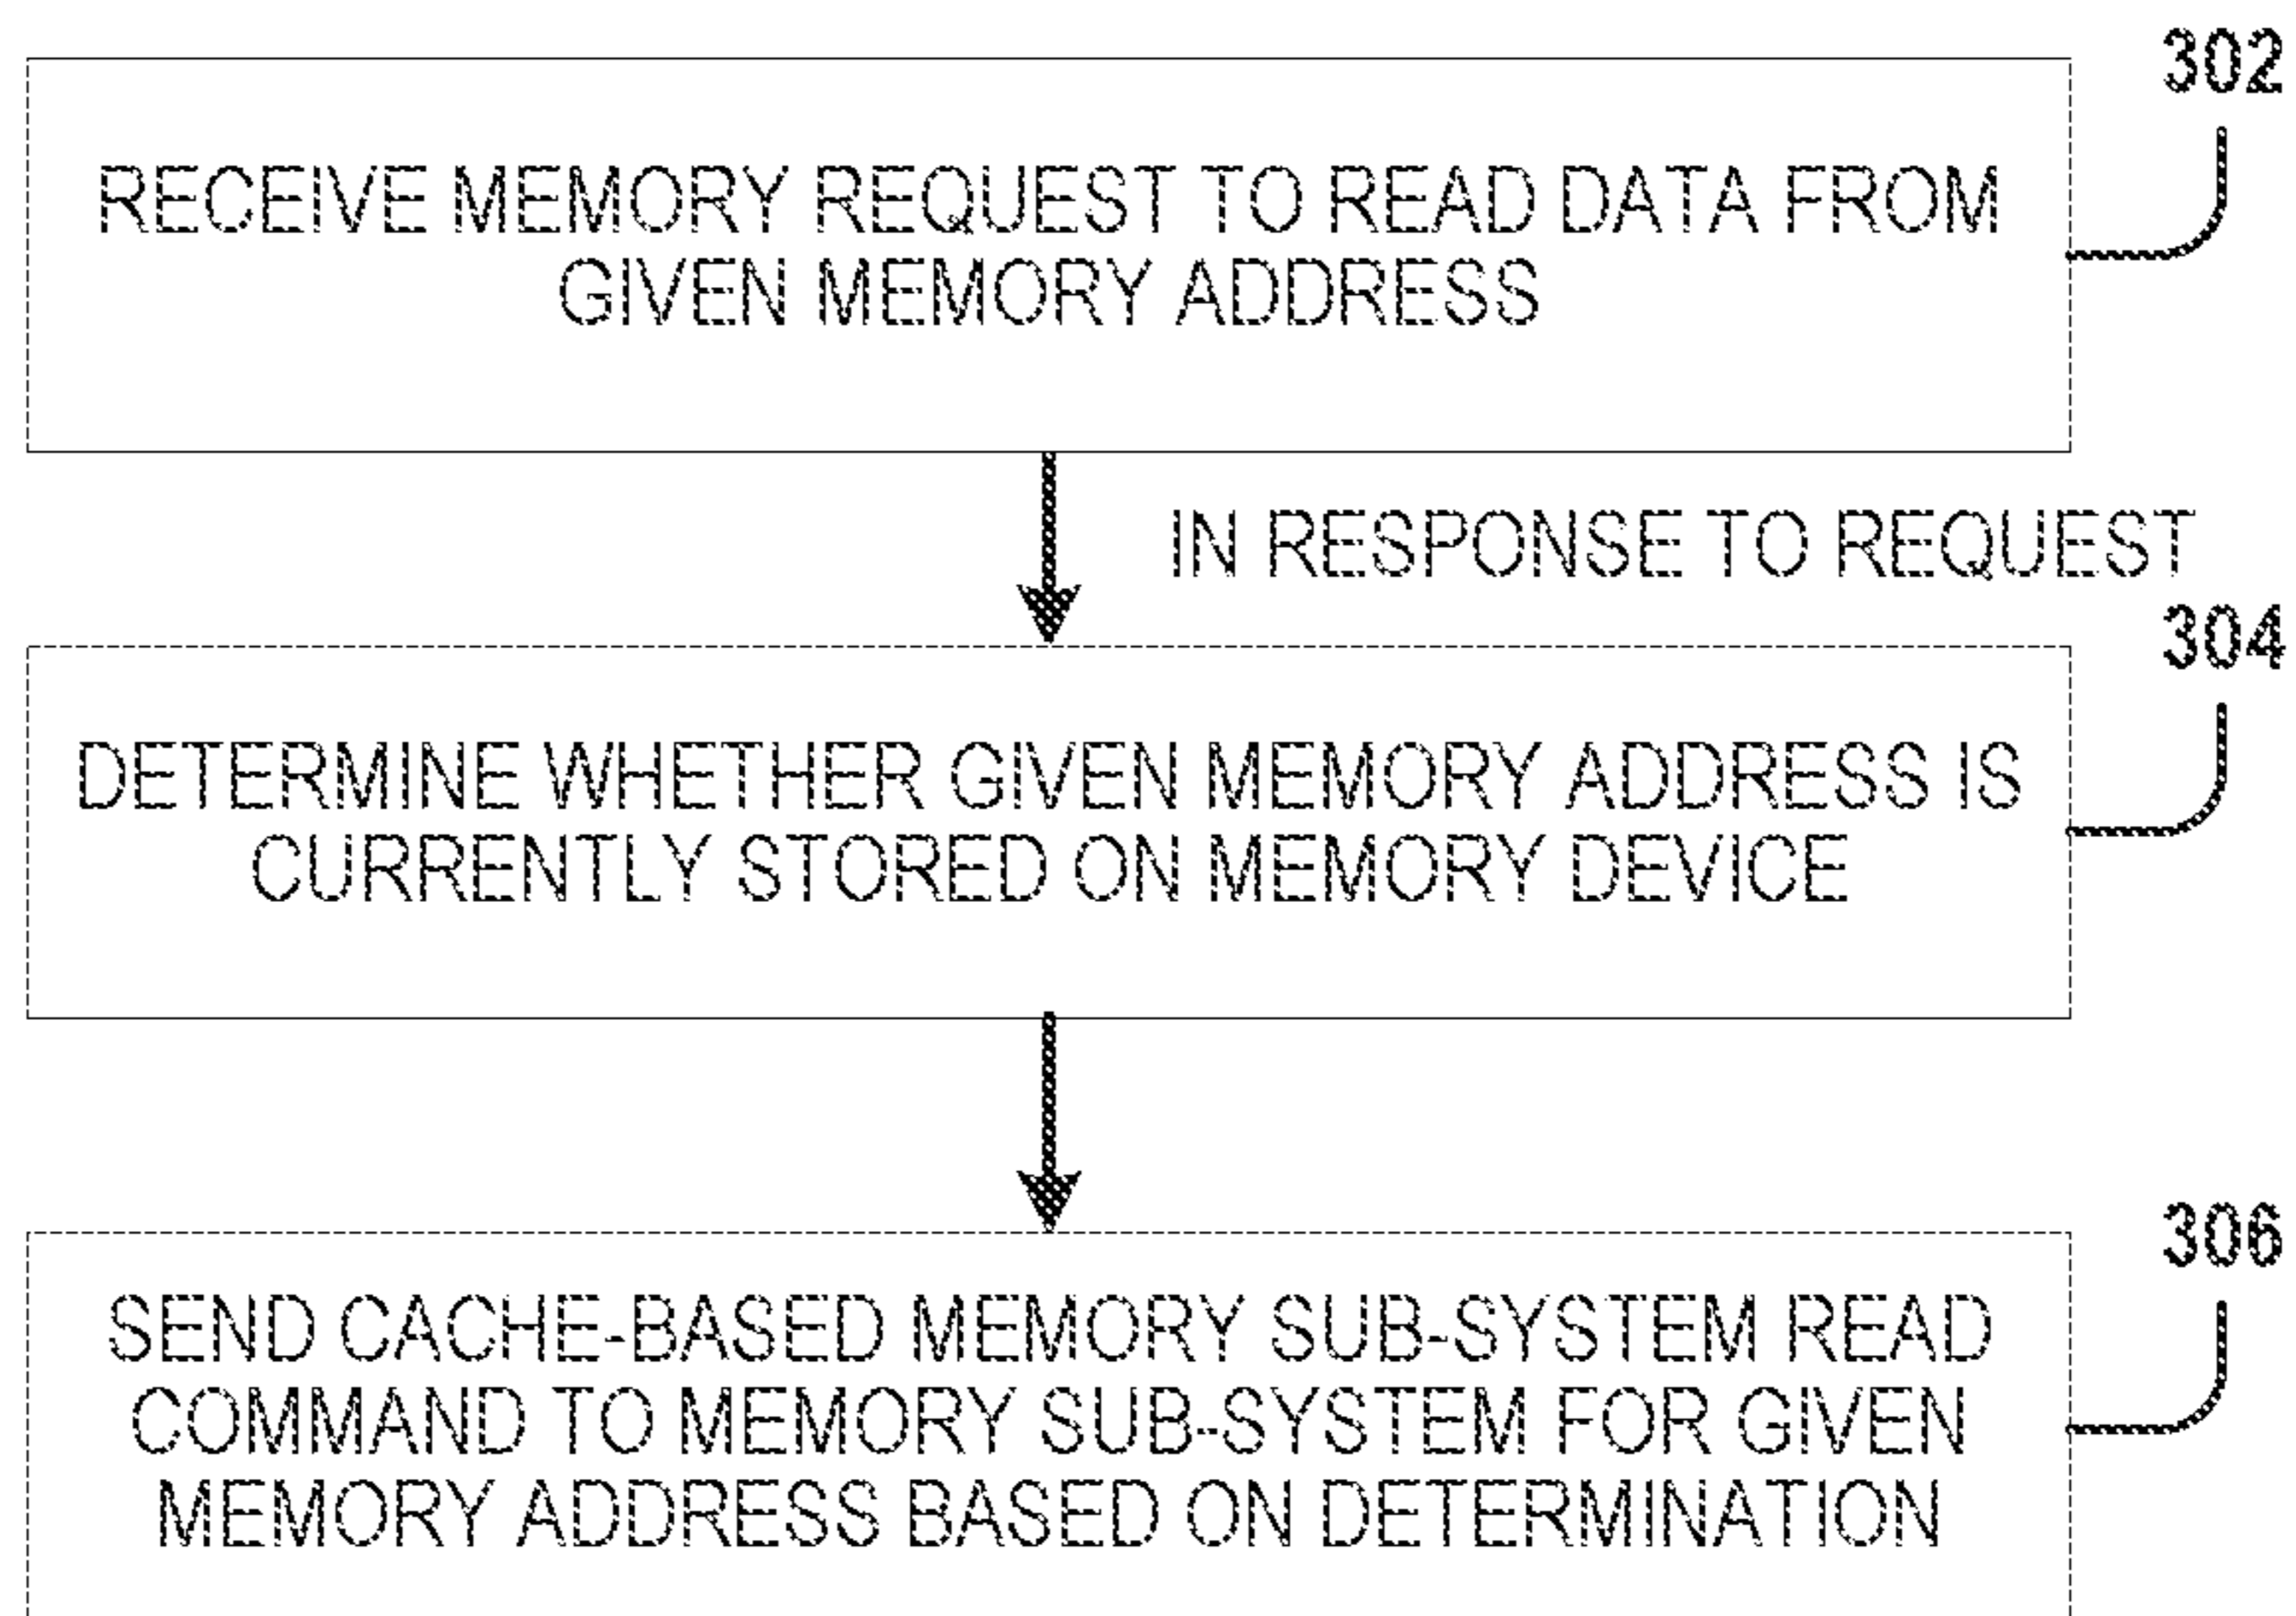 302
RECEIVE MEMORY REQUEST TO READ DATA FROM
GIVEN MEMORY ADDRESS
IN RESPONSE TO REQUEST
304
DETERMINE WHETHER GIVEN MEMORY ADDRESS IS
CURRENTLY STORED ON MEMORY DEVICE
306
SEND CACHE-BASED MEMORY SUB-SYSTEM READ
COMMAND TO MEMORY SUB-SYSTEM FOR GIVEN
MEMORY ADDRESS BASED ON DETERMINATION